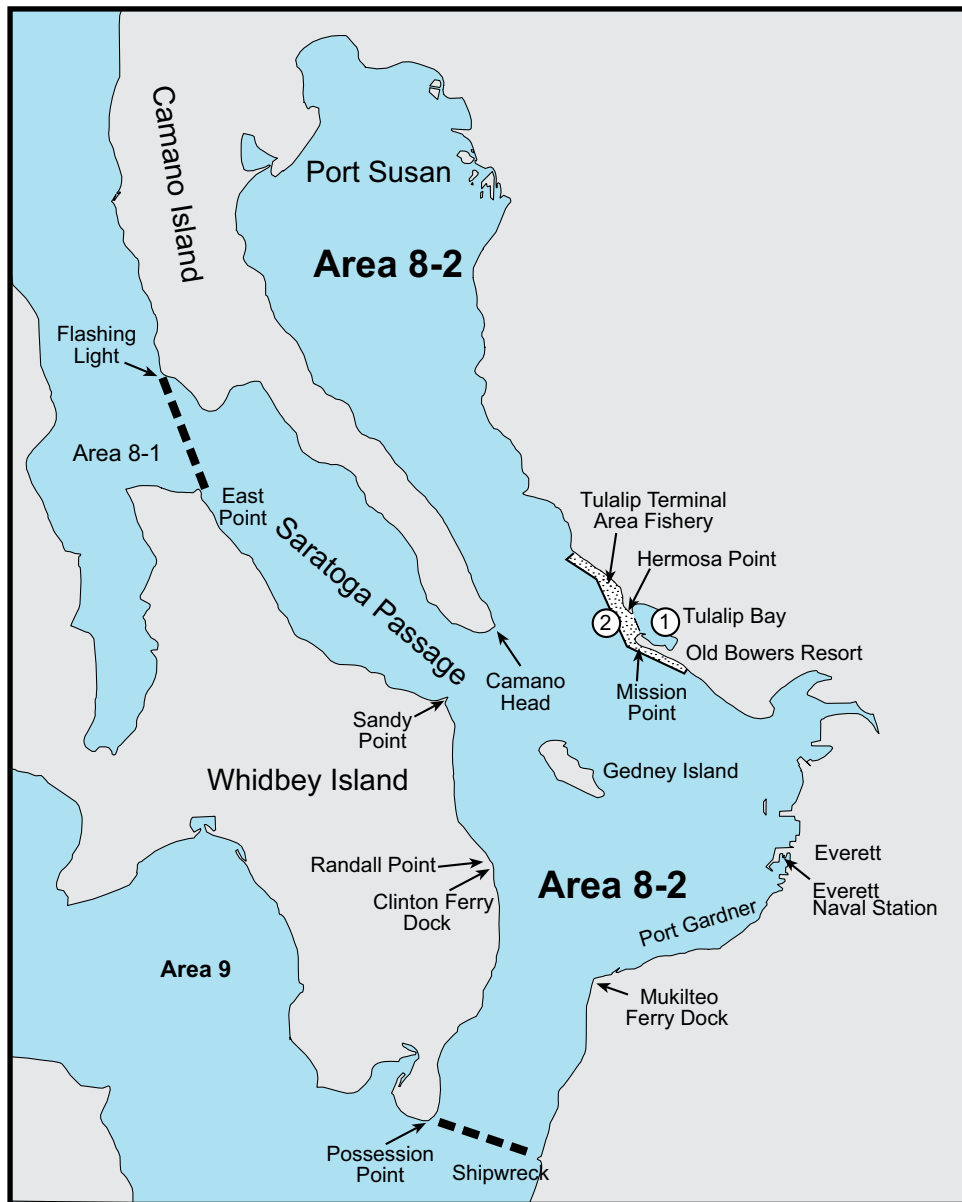 Camano Island
Port Susan
Area 8-2
Flashing
Light
Area 8-1
East
Point
Saratoga Passage
Tulalip Terminal
Area Fishery
Hermosa Point
2
1
Tulalip Bay
Old Bowers Resort
Mission
Point
Camano
Head
Sandy
Point
Gedney Island
Whidbey Island
Randall Point
Clinton Ferry
Dock
Area 8-2
Everett
Everett
Naval Station
Port Gardner
Area 9
Mukilteo
Ferry Dock
Possession
Point
Shipwreck